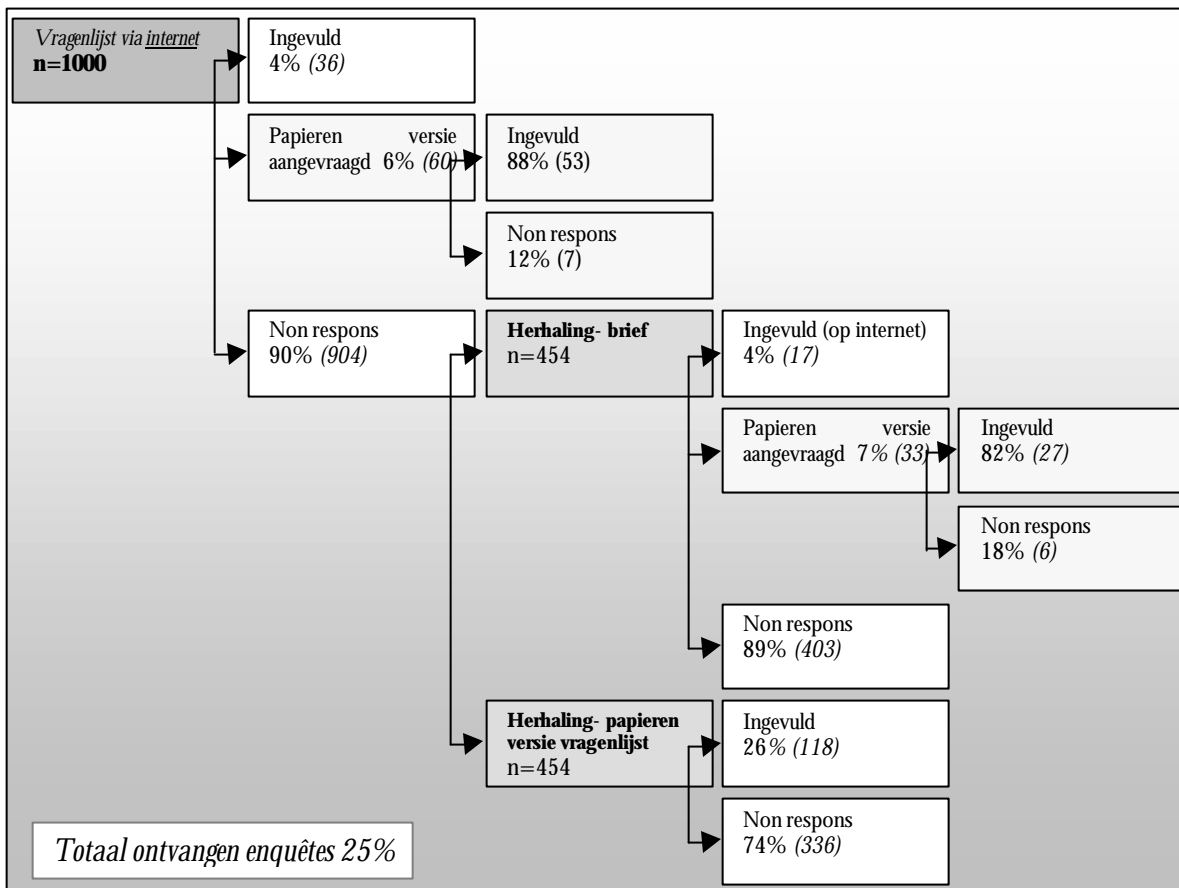 Vragenlijst via internet
n=1000
Ingevuld
4% (36)
Papieren versie
aangevraagd 6% (60)
Ingevuld
88% (53)
Non respons
12% (7)
Non respons
90% (904)
Herhaling- brief
n=454
Ingevuld (op internet)
4% (17)
Papieren versie
aangevraagd 7% (33)
Ingevuld
82% (27)
Non respons
18% (6)
Non respons
89% (403)
Herhaling- papieren
versie vragenlijst
n=454
Ingevuld
26% (118)
Non respons
74% (336)
Totaal ontvangen enquêtes 25%